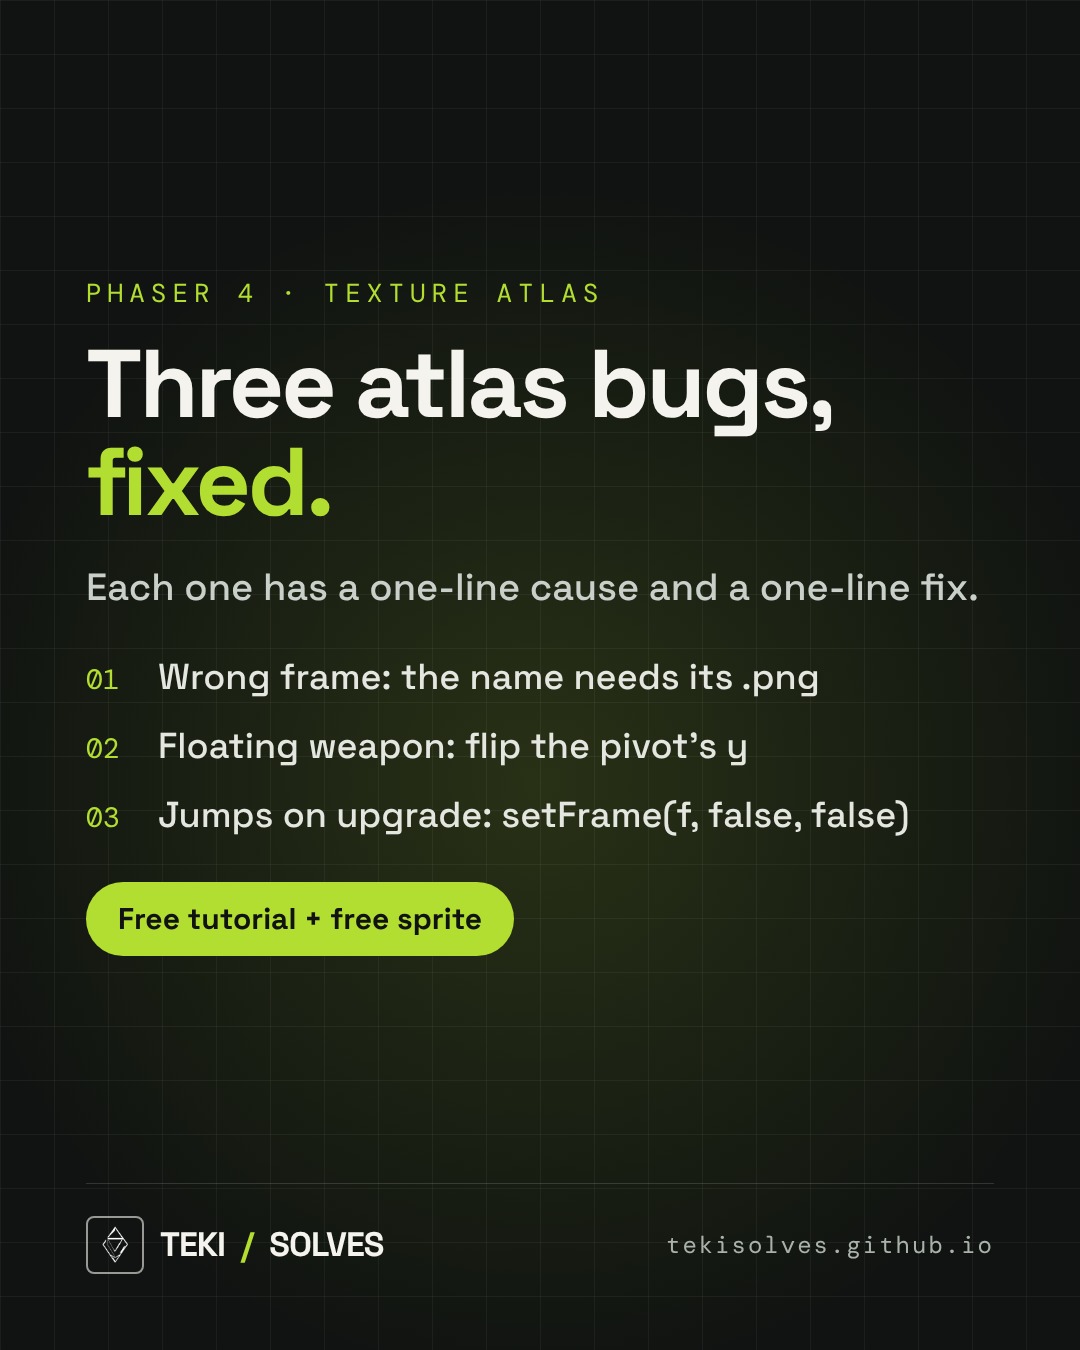 PHASER 4 · TEXTURE ATLAS
Three atlas bugs,
fixed.
Each one has a one-line cause and a one-line fix.
01 Wrong frame: the name needs its .png
02 Floating weapon: flip the pivot’s y
03 Jumps on upgrade: setFrame(f, false, false)
Free tutorial + free sprite
TEKI / SOLVES
tekisolves.github.io